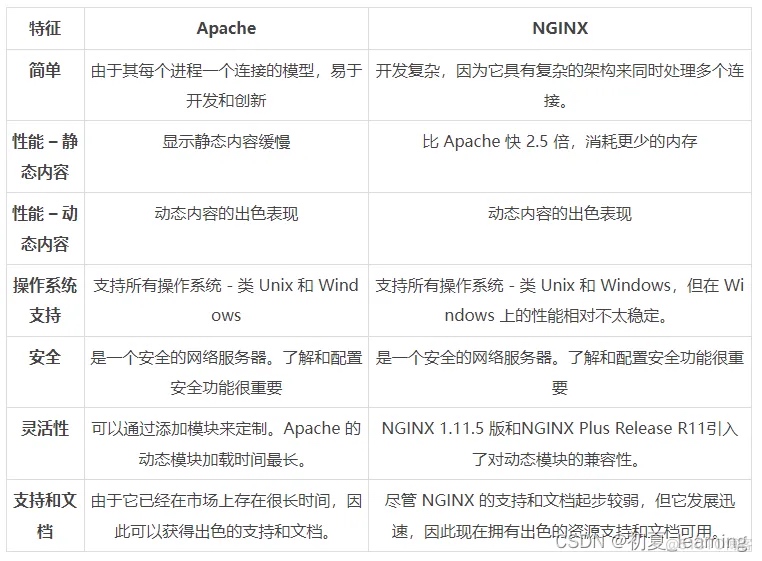 特征 Apache NGINX
简单 由于其每个进程一个连接的模型，易于 开发复杂，因为它具有复杂的架构来同时处理多个连
开发和创新 接。
性能 – 静 显示静态内容缓慢 比 Apache 快 2.5 倍，消耗更少的内存
态内容
性能 – 动 动态内容的出色表现 动态内容的出色表现
态内容
操作系统 支持所有操作系统 - 类 Unix 和 Wind 支持所有操作系统 - 类 Unix 和 Windows，但在 Wi
支持 ows ndows 上的性能相对不太稳定。
安全 是一个安全的网络服务器。了解和配置 是一个安全的网络服务器。了解和配置安全功能很重
安全功能很重要 要
灵活性 可以通过添加模块来定制。Apache 的 NGINX 1.11.5 版和NGINX Plus Release R11引入
动态模块加载时间最长。 了对动态模块的兼容性。
支持和文 由于它已经在市场上存在很长时间，因 尽管 NGINX 的支持和文档起步较弱，但它发展迅
档 此可以获得出色的支持和文档。 速，因此现在拥有出色的资源支持和文档可用。
CSDN @初夏_learning